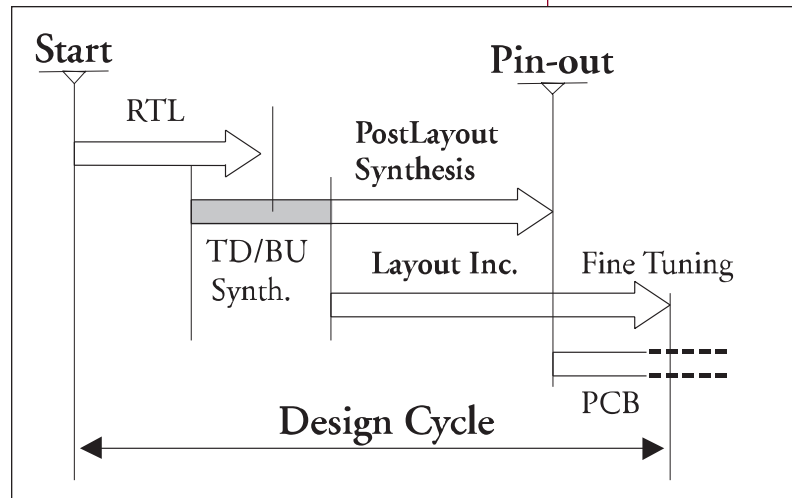 Start
Pin-out
RTL
PostLayout
Synthesis
TD/BU
Synth.
Layout Inc.
Fine Tuning
PCB
Design Cycle